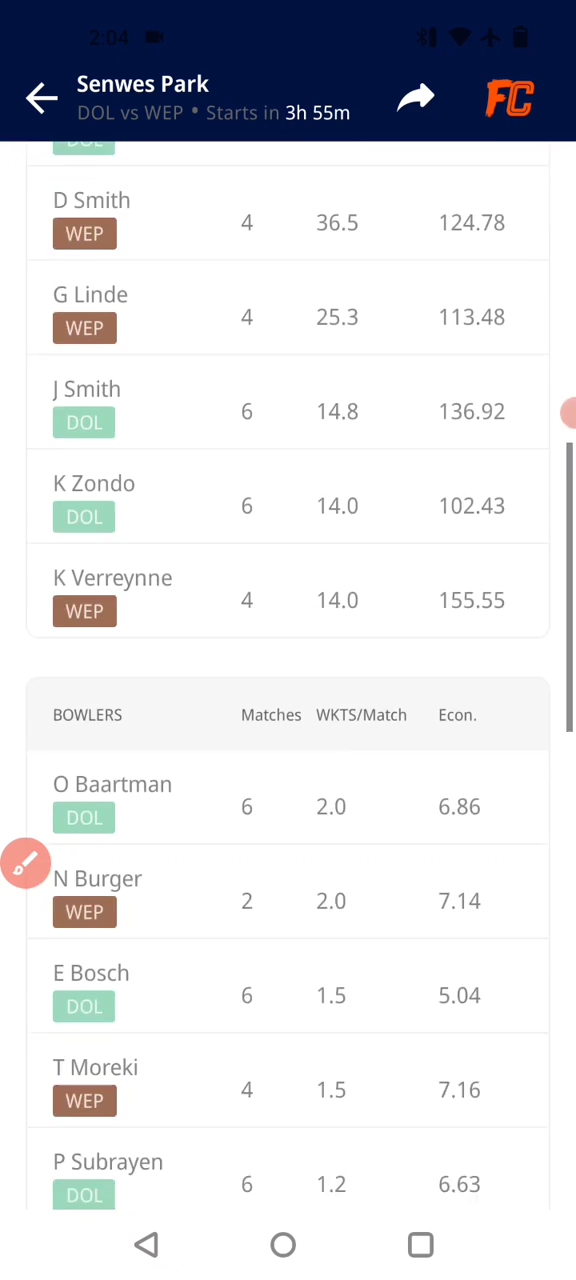 2:04
Senwes Park
DOL vs WEP • Starts in 3h 55m
FC
DOL
D Smith
WEP
4 36.5 124.78
G Linde
WEP
4 25.3 113.48
J Smith
DOL
6 14.8 136.92
K Zondo
DOL
6 14.0 102.43
K Verreynne
WEP
4 14.0 155.55
BOWLERS Matches WKTS/Match Econ.
O Baartman
DOL
6 2.0 6.86
N Burger
WEP
2 2.0 7.14
E Bosch
DOL
6 1.5 5.04
T Moreki
WEP
4 1.5 7.16
P Subrayen
DOL
6 1.2 6.63